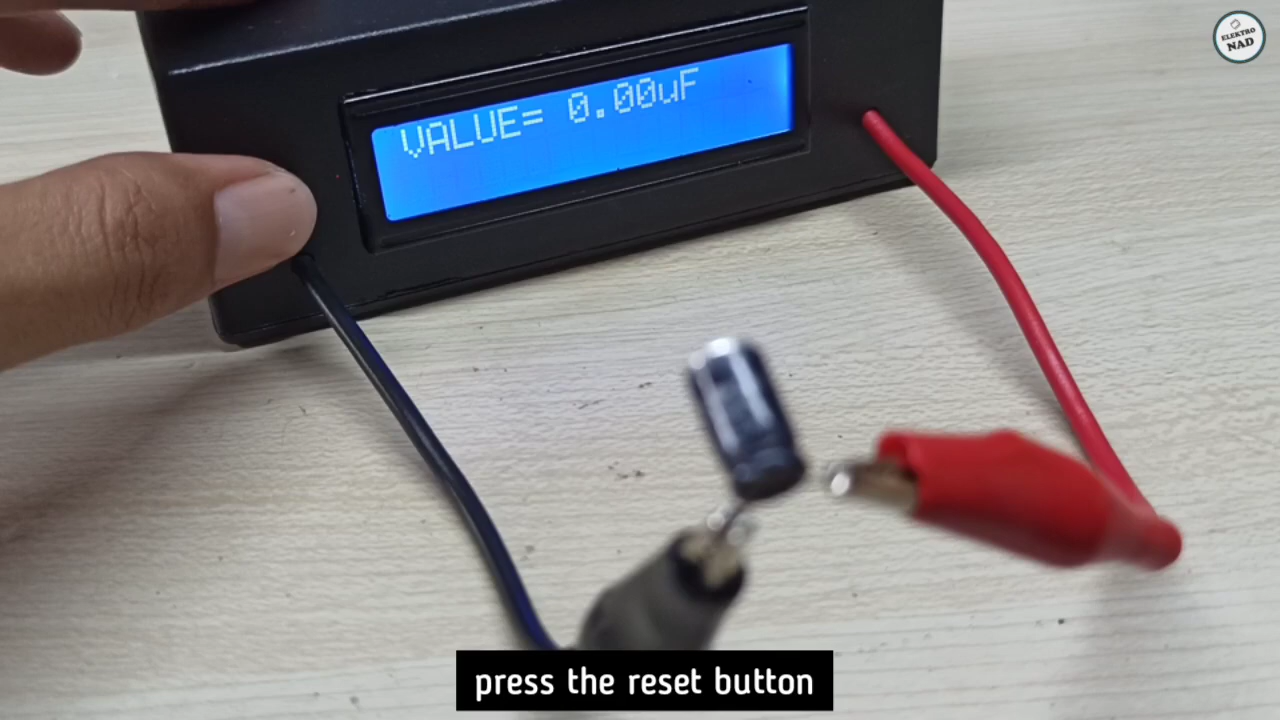 ELEKTRO
NAD
VALUE= 0.00uF
press the reset button